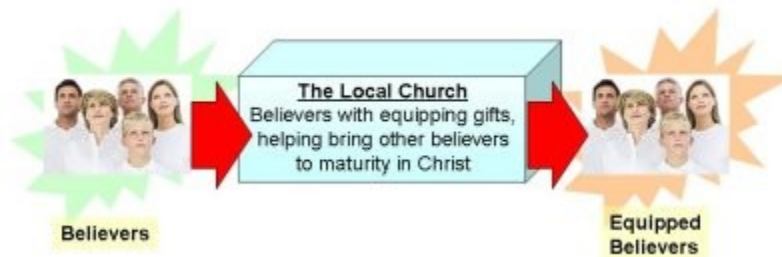 The Local Church
Believers with equipping gifts,
helping bring other believers
to maturity in Christ
Believers
Equipped
Believers